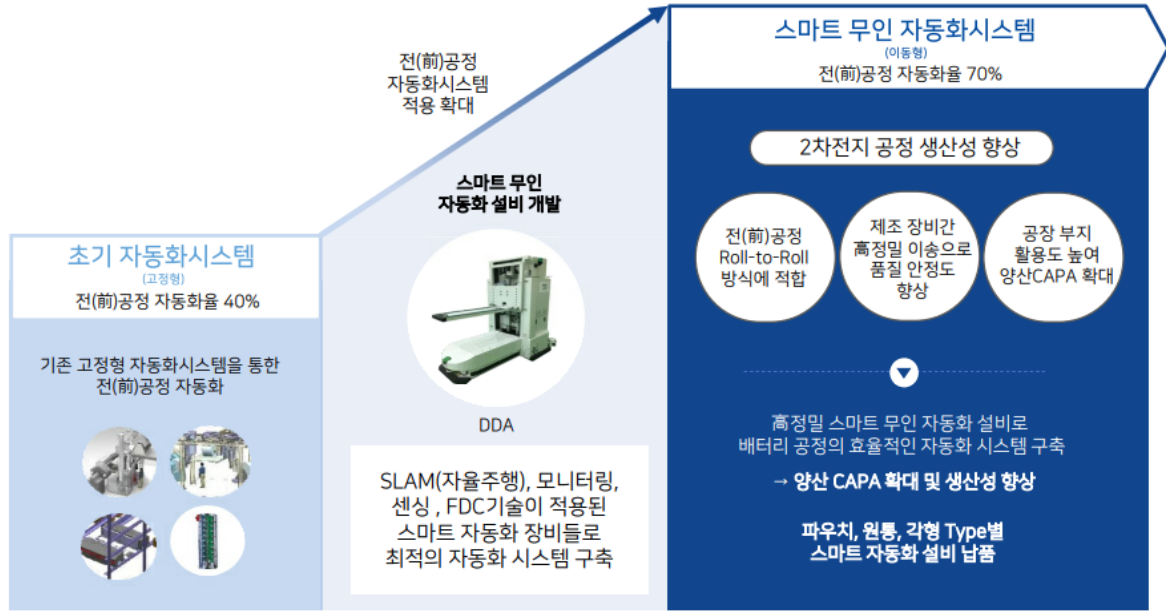 초기 자동화시스템
(고정형)
전(前)공정 자동화율 40%
기존 고정형 자동화시스템을 통한
전(前)공정 자동화
전(前)공정
자동화시스템
적용 확대
스마트 무인
자동화 설비 개발
DDA
SLAM(자율주행), 모니터링,
센싱 , FDC기술이 적용된
스마트 자동화 장비들로
최적의 자동화 시스템 구축
스마트 무인 자동화시스템
(이동형)
전(前)공정 자동화율 70%
2차전지 공정 생산성 향상
전(前)공정
Roll-to-Roll
방식에 적합
제조 장비간
高정밀 이송으로
품질 안정도
향상
공장 부지
활용도 높여
양산CAPA 확대
高정밀 스마트 무인 자동화 설비로
배터리 공정의 효율적인 자동화 시스템 구축
→ 양산 CAPA 확대 및 생산성 향상
파우치, 원통, 각형 Type별
스마트 자동화 설비 납품